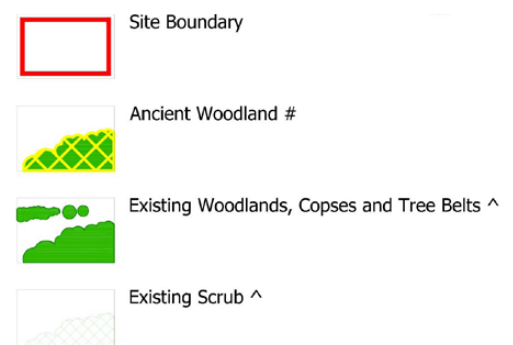 Site Boundary
Ancient Woodland #
Existing Woodlands, Copses and Tree Belts ^
Existing Scrub ^